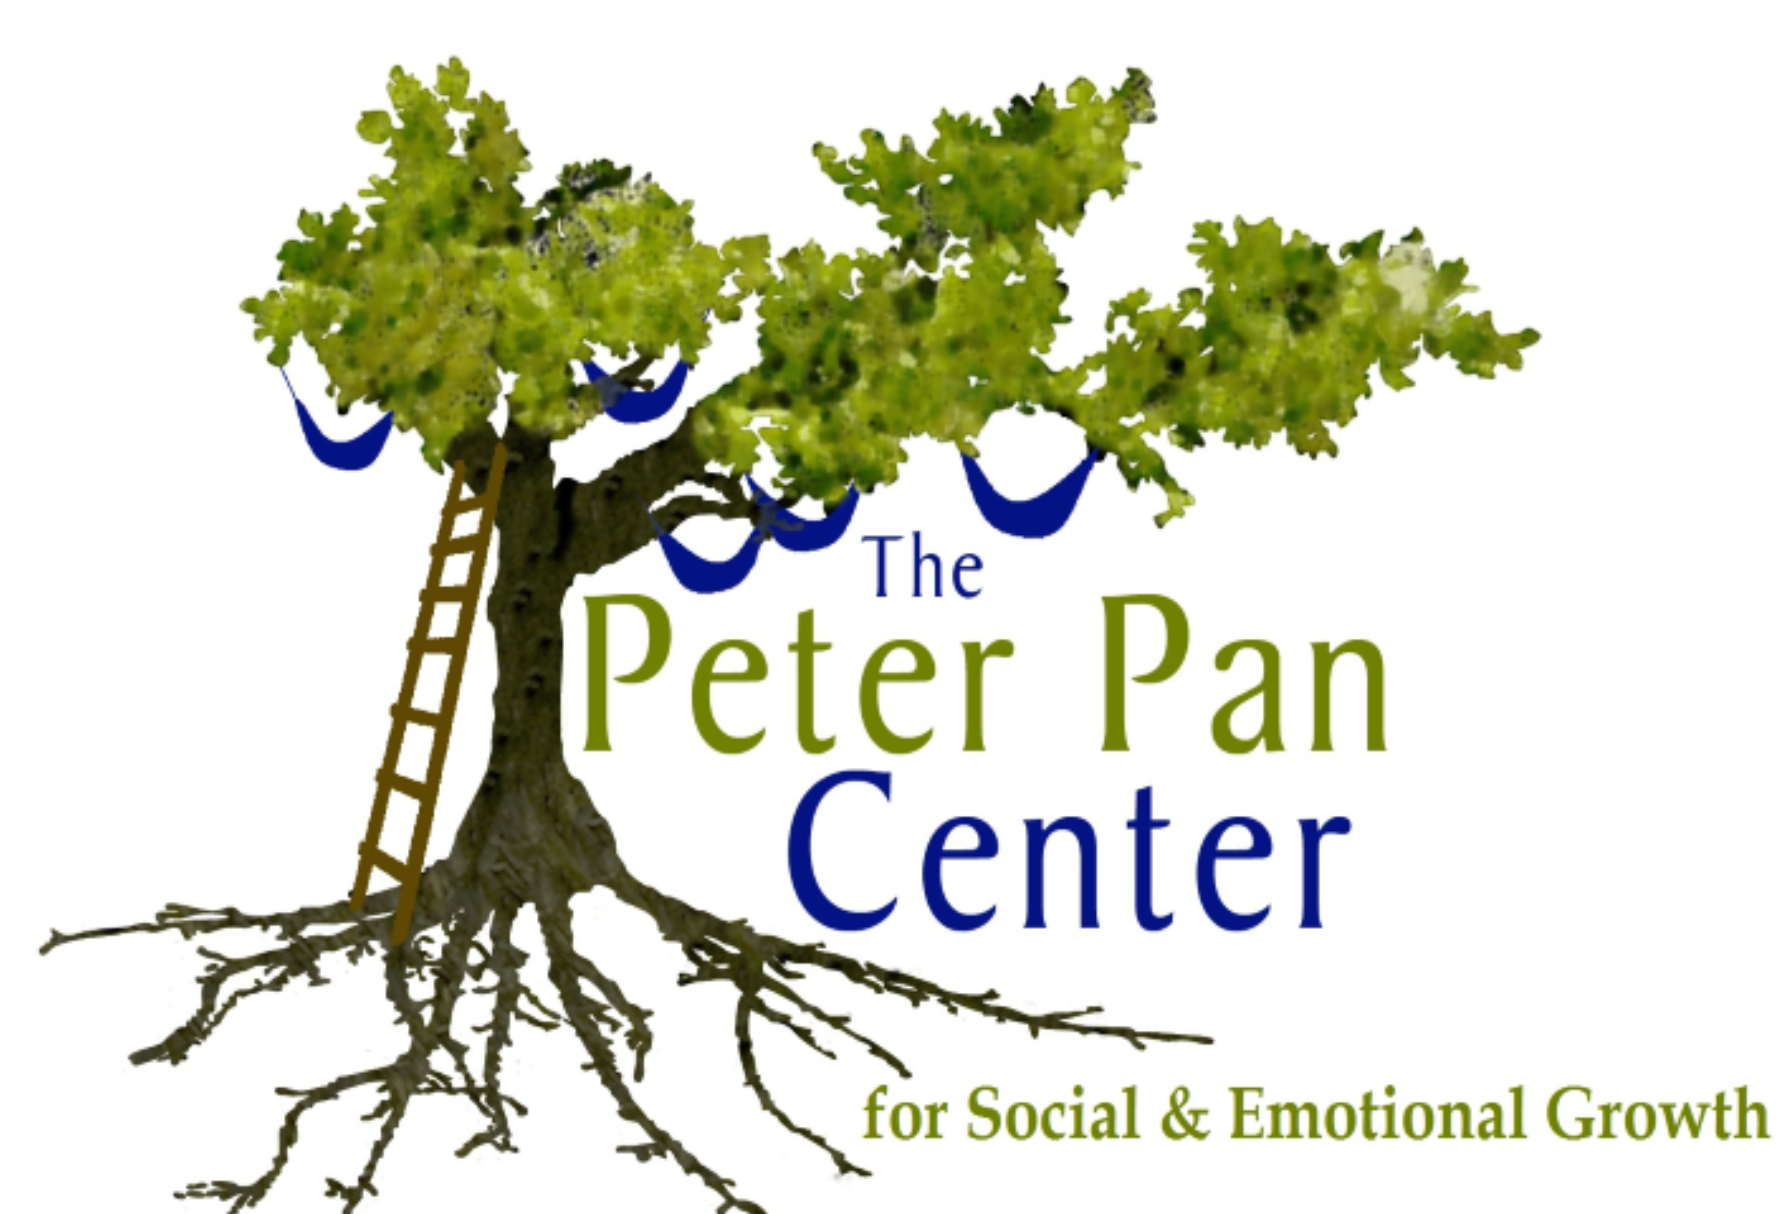 The
Peter Pan
Center
for Social & Emotional Growth